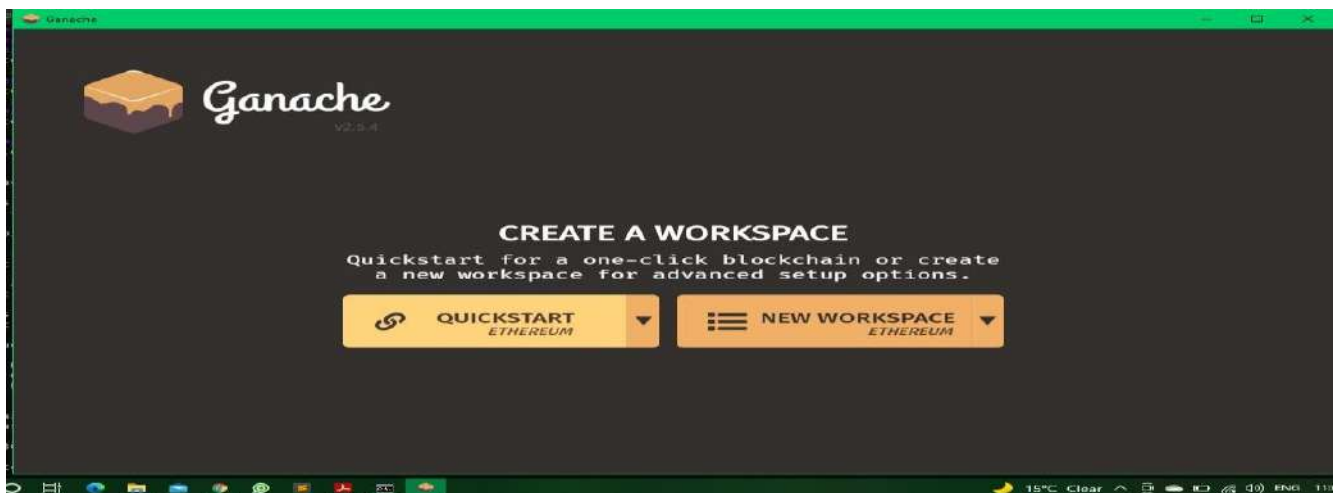 Ganache
Ganache
v2.5.4
CREATE A WORKSPACE
Quickstart for a one-click blockchain or create
a new workspace for advanced setup options.
QUICKSTART
ETHEREUM
NEW WORKSPACE
ETHEREUM
15°C Clear
ENG